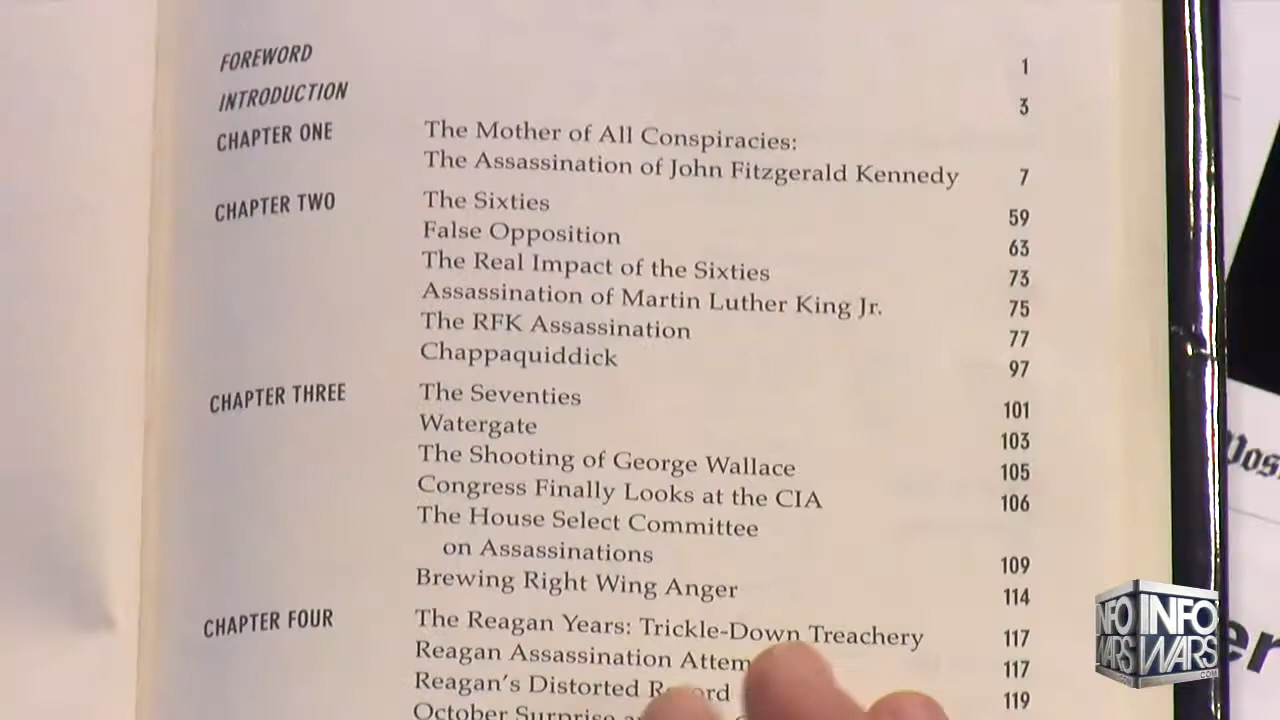 FOREWORD 1
INTRODUCTION 3
CHAPTER ONE The Mother of All Conspiracies:
The Assassination of John Fitzgerald Kennedy 7
CHAPTER TWO The Sixties 59
False Opposition 63
The Real Impact of the Sixties 73
Assassination of Martin Luther King Jr. 75
The RFK Assassination 77
Chappaquiddick 97
CHAPTER THREE The Seventies 101
Watergate 103
The Shooting of George Wallace 105
Congress Finally Looks at the CIA 106
The House Select Committee
on Assassinations 109
Brewing Right Wing Anger 114
CHAPTER FOUR The Reagan Years: Trickle-Down Treachery 117
Reagan Assassination Attem 117
Reagan's Distorted 119
October Surprise
INFO
WARS
.COM